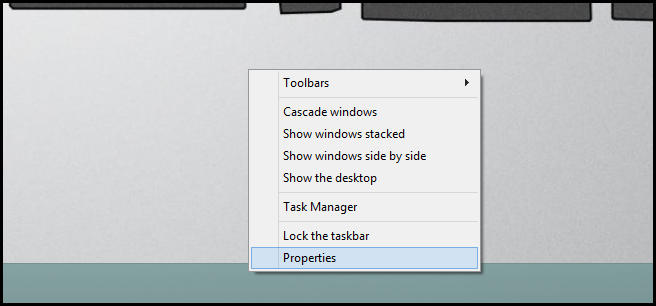 Toolbars
Cascade windows
Show windows stacked
Show windows side by side
Show the desktop
Task Manager
Lock the taskbar
Properties